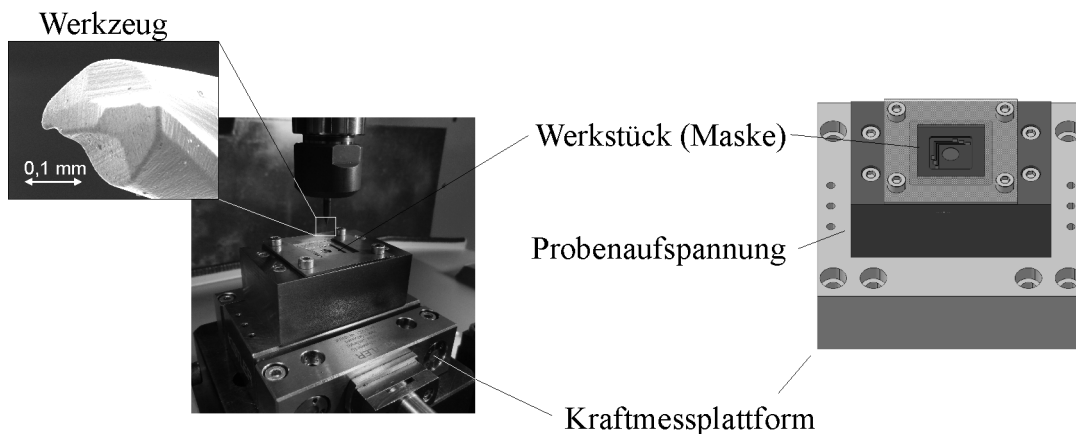 Werkzeug
0,1 mm
Werkstück (Maske)
Probenaufspannung
Kraftmessplattform